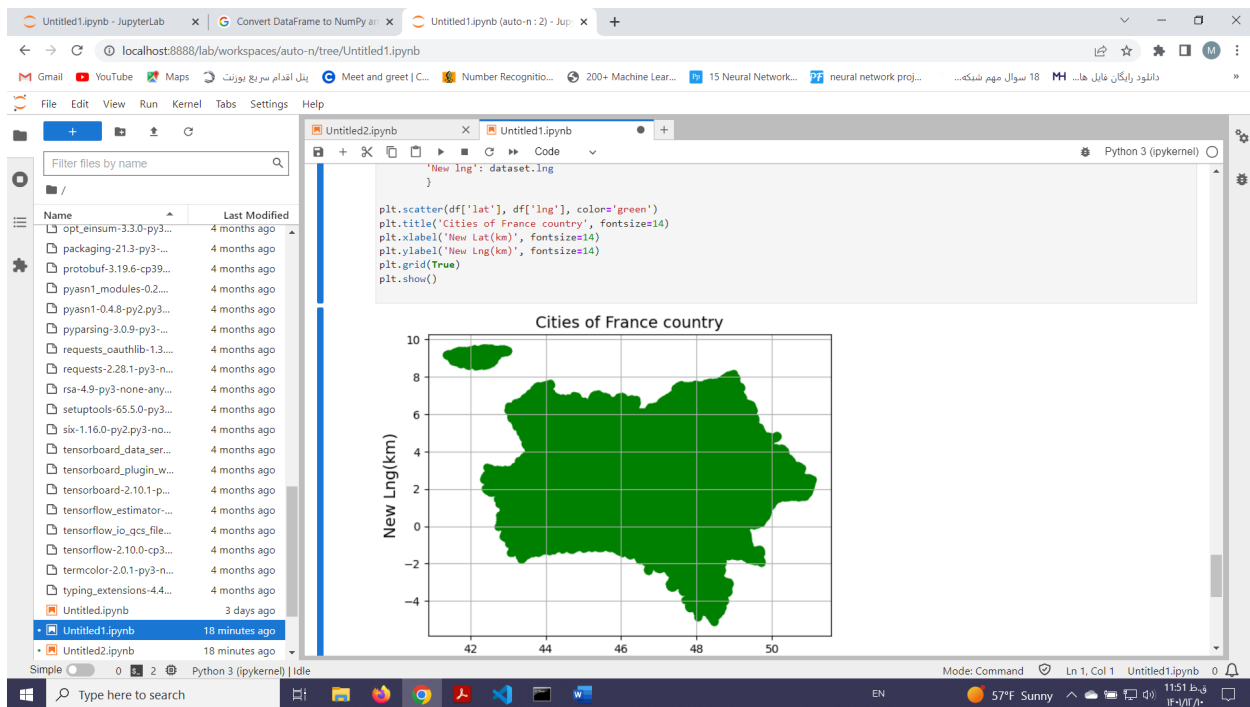 Untitled1.ipynb - JupyterLab
Convert DataFrame to NumPy arr
Untitled1.ipynb (auto-n : 2) - Jup
localhost:8888/lab/workspaces/auto-n/tree/Untitled1.ipynb
M
Gmail
YouTube
Maps
پنل اقدام سریع یوزنت
Meet and greet | C...
Number Recognitio...
200+ Machine Lear...
15 Neural Network...
neural network proj...
18 سوال مهم شبکه...
دانلود رایگان فایل ها...
»
File Edit View Run Kernel Tabs Settings Help
Untitled2.ipynb
Untitled1.ipynb
Filter files by name
Code
Python 3 (ipykernel)
/
Name Last Modified
opt_einsum-3.3.0-py3... 4 months ago
packaging-21.3-py3-... 4 months ago
protobuf-3.19.6-cp39... 4 months ago
pyasn1_modules-0.2.... 4 months ago
pyasn1-0.4.8-py2.py3... 4 months ago
pyparsing-3.0.9-py3-... 4 months ago
requests_oauthlib-1.3.... 4 months ago
requests-2.28.1-py3-n... 4 months ago
rsa-4.9-py3-none-any... 4 months ago
setuptools-65.5.0-py3... 4 months ago
six-1.16.0-py2.py3-no... 4 months ago
tensorboard_data_ser... 4 months ago
tensorboard_plugin_w... 4 months ago
tensorboard-2.10.1-p... 4 months ago
tensorflow_estimator-... 4 months ago
tensorflow_io_gcs_file... 4 months ago
tensorflow-2.10.0-cp3... 4 months ago
termcolor-2.0.1-py3-n... 4 months ago
typing_extensions-4.4... 4 months ago
Untitled.ipynb 3 days ago
Untitled1.ipynb 18 minutes ago
Untitled2.ipynb 18 minutes ago
'New lng': dataset.lng
}
plt.scatter(df['lat'], df['lng'], color='green')
plt.title('Cities of France country', fontsize=14)
plt.xlabel('New Lat(km)', fontsize=14)
plt.ylabel('New Lng(km)', fontsize=14)
plt.grid(True)
plt.show()
Cities of France country
New Lng(km)
10
8
6
4
2
0
−2
−4
42 44 46 48 50
Simple 0 2 Python 3 (ipykernel) | Idle
Mode: Command Ln 1, Col 1 Untitled1.ipynb 0
Type here to search
EN
57°F Sunny
11:51 ق.ظ
۱۴۰۱/۱۲/۱۰